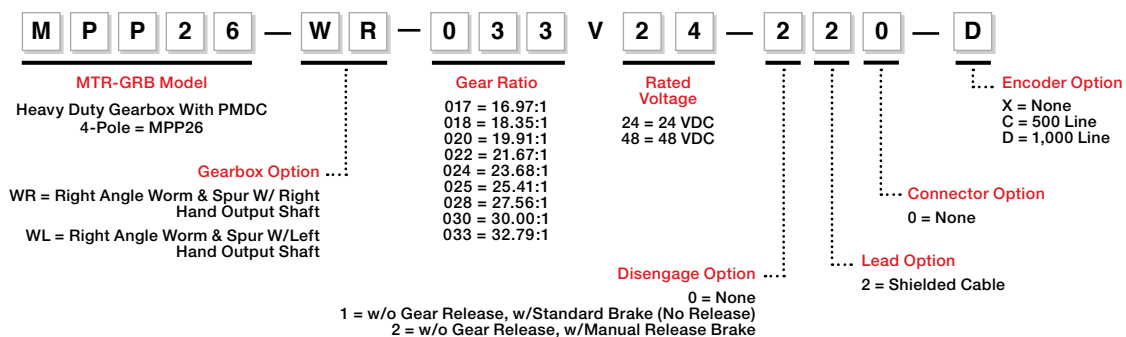 M P P 2 6 — W R — 0 3 3 V 2 4 — 2 2 0 — D
MTR-GRB Model
Heavy Duty Gearbox With PMDC
4-Pole = MPP26
Gearbox Option
WR = Right Angle Worm & Spur W/ Right
Hand Output Shaft
WL = Right Angle Worm & Spur W/Left
Hand Output Shaft
Gear Ratio
017 = 16.97:1
018 = 18.35:1
020 = 19.91:1
022 = 21.67:1
024 = 23.68:1
025 = 25.41:1
028 = 27.56:1
030 = 30.00:1
033 = 32.79:1
Rated
Voltage
24 = 24 VDC
48 = 48 VDC
Disengage Option
0 = None
1 = w/o Gear Release, w/Standard Brake (No Release)
2 = w/o Gear Release, w/Manual Release Brake
Lead Option
2 = Shielded Cable
Connector Option
0 = None
Encoder Option
X = None
C = 500 Line
D = 1,000 Line